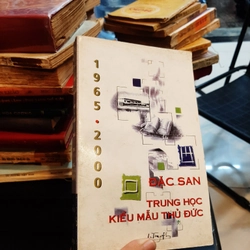 1965 • 2000
ĐẶC SAN
TRUNG HỌC
KIỂU MẪU THỦ ĐỨC